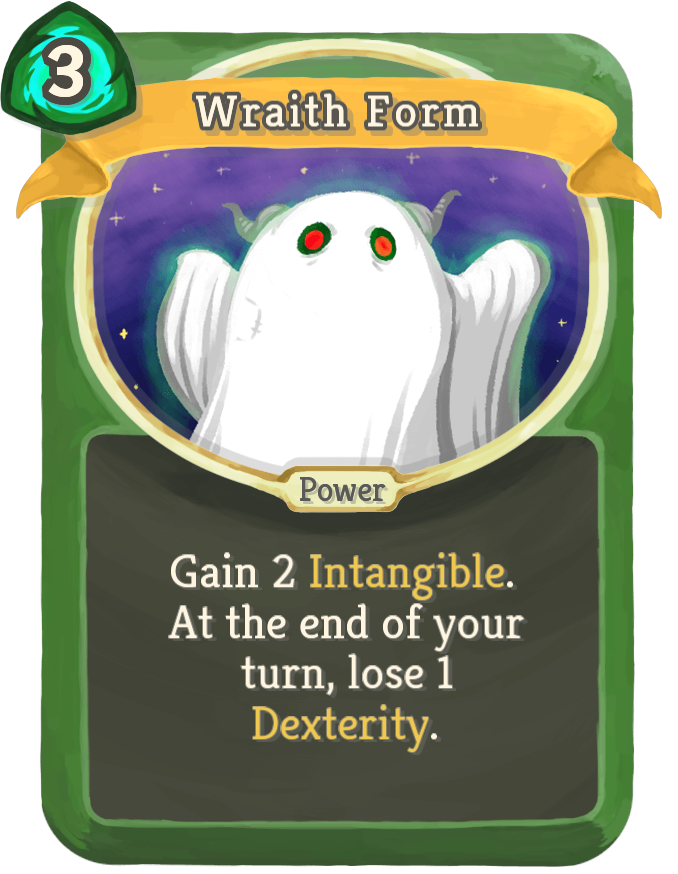 3
Wraith Form
Power
Gain 2 Intangible.
At the end of your
turn, lose 1
Dexterity.